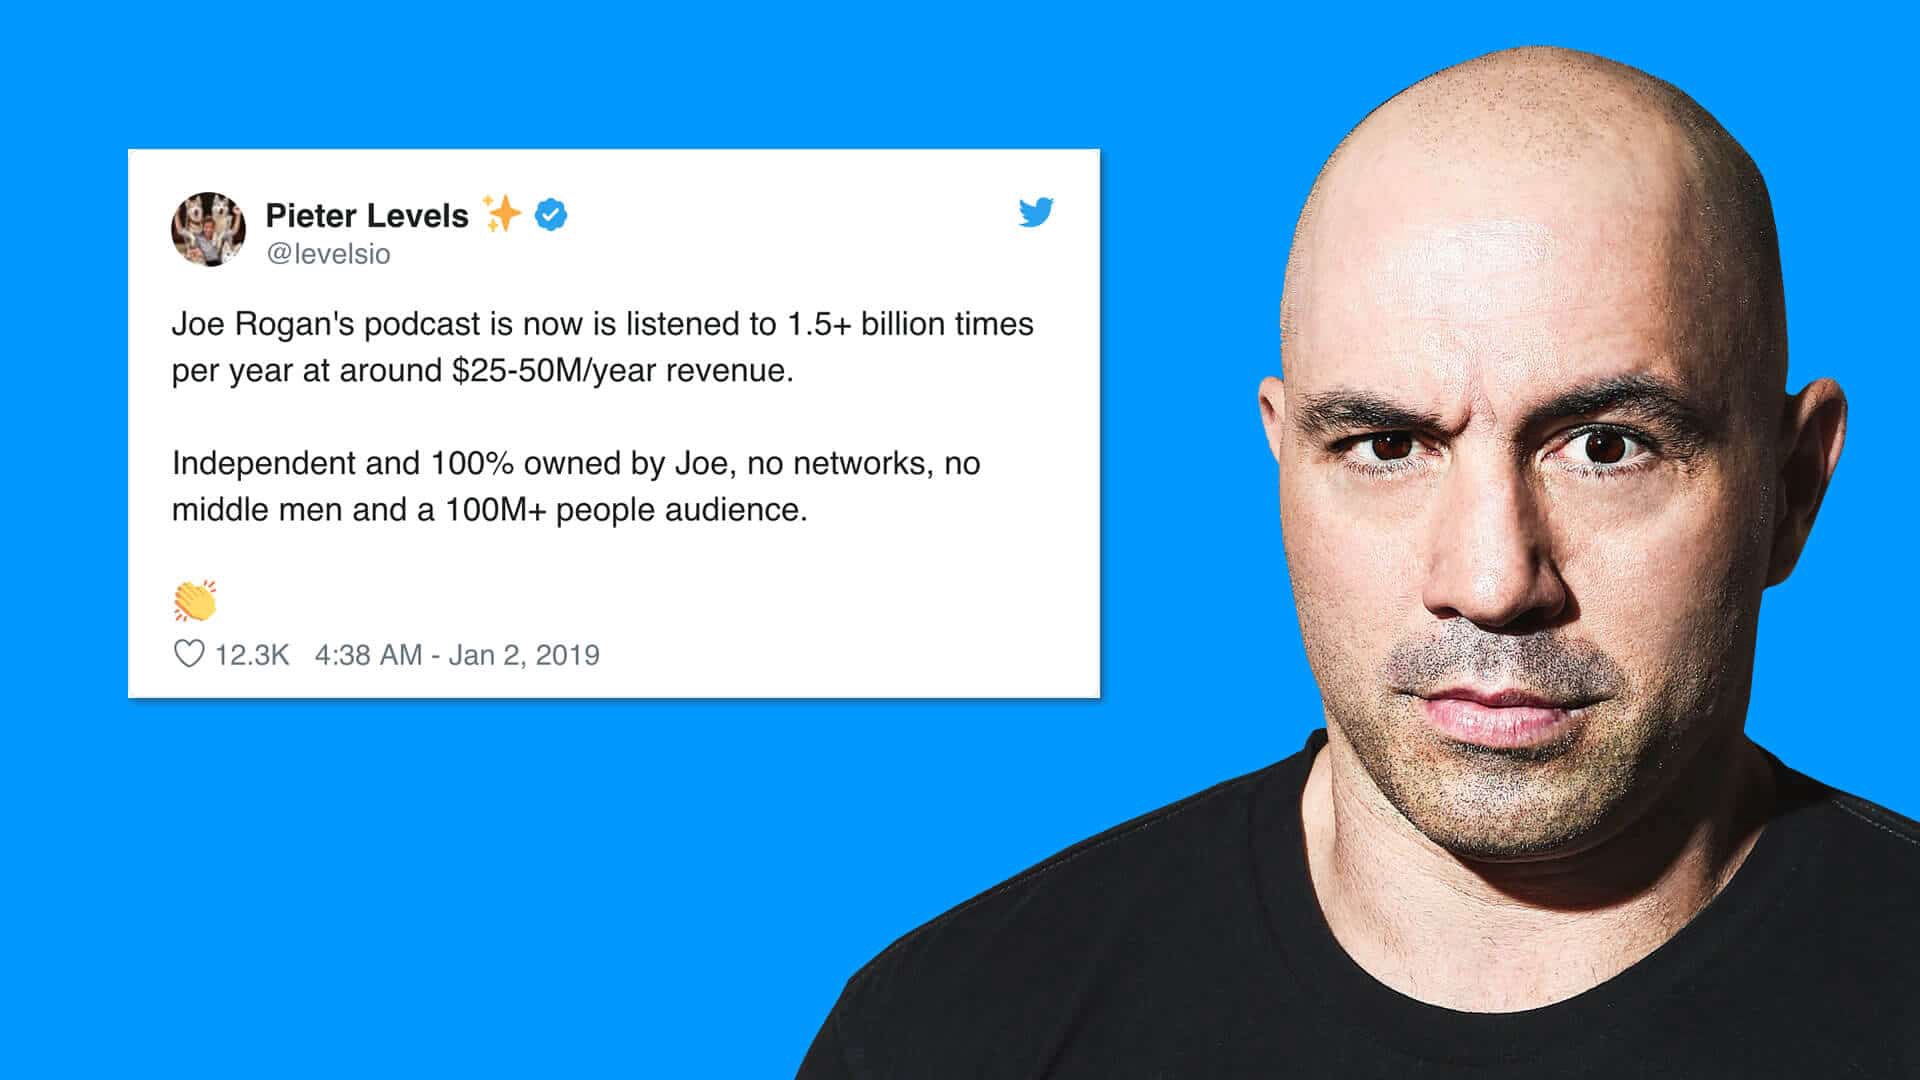 Pieter Levels
@levelsio
Joe Rogan's podcast is now is listened to 1.5+ billion times
per year at around $25-50M/year revenue.
Independent and 100% owned by Joe, no networks, no
middle men and a 100M+ people audience.
👏
12.3K 4:38 AM - Jan 2, 2019